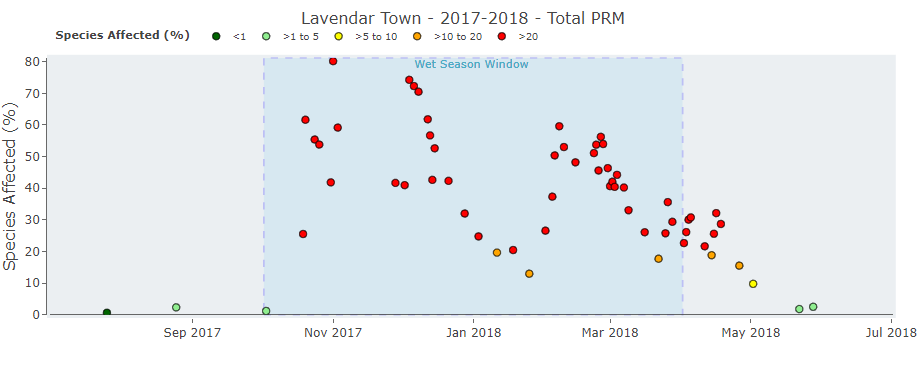 Lavendar Town - 2017-2018 - Total PRM
Species Affected (%) <1 >1 to 5 >5 to 10 >10 to 20 >20
Wet Season Window
Species Affected (%)
80
70
60
50
40
30
20
10
0
Sep 2017 Nov 2017 Jan 2018 Mar 2018 May 2018 Jul 2018